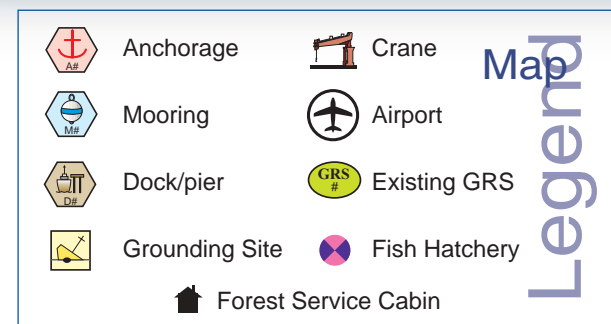 Map
Legend
A# Anchorage
Crane
M# Mooring
Airport
D# Dock/pier
GRS # Existing GRS
Grounding Site
Fish Hatchery
Forest Service Cabin